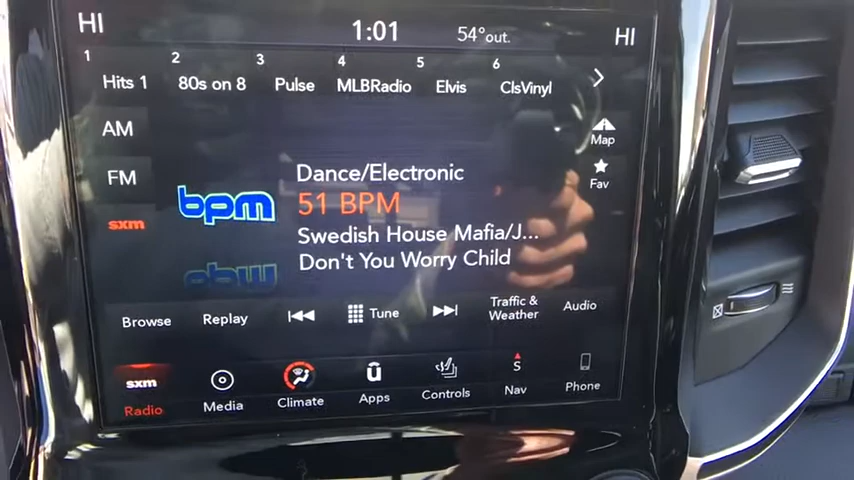 HI 1:01 54°out. HI
1 2 3 4 5 6
Hits 1 80s on 8 Pulse MLBRadio Elvis ClsVinyl
AM
Map
FM
Fav
sxm
bpm
Dance/Electronic
51 BPM
Swedish House Mafia/J...
Don't You Worry Child
Browse Replay Tune Traffic & Weather Audio
sxm
Radio Media Climate Apps Controls Nav Phone
S